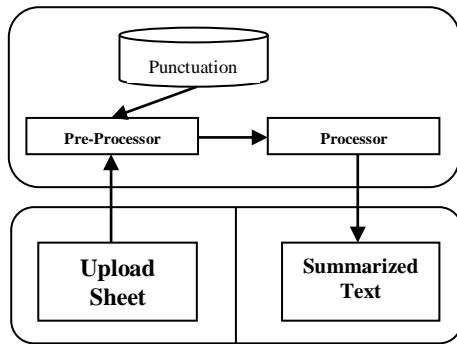 Punctuation
Pre-Processor
Processor
Upload
Sheet
Summarized
Text